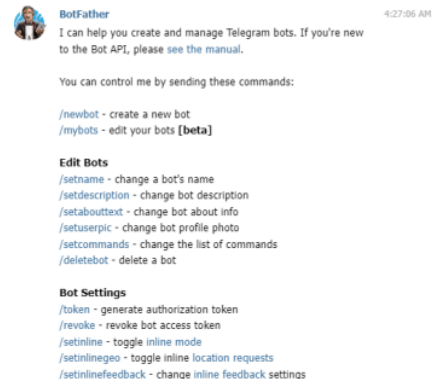 BotFather 4:27:06 AM
I can help you create and manage Telegram bots. If you're new
to the Bot API, please see the manual.
You can control me by sending these commands:
/newbot - create a new bot
/mybots - edit your bots [beta]
Edit Bots
/setname - change a bot's name
/setdescription - change bot description
/setabouttext - change bot about info
/setuserpic - change bot profile photo
/setcommands - change the list of commands
/deletebot - delete a bot
Bot Settings
/token - generate authorization token
/revoke - revoke bot access token
/setinline - toggle inline mode
/setinlinegeo - toggle inline location requests
/setinlinefeedback - change inline feedback settings